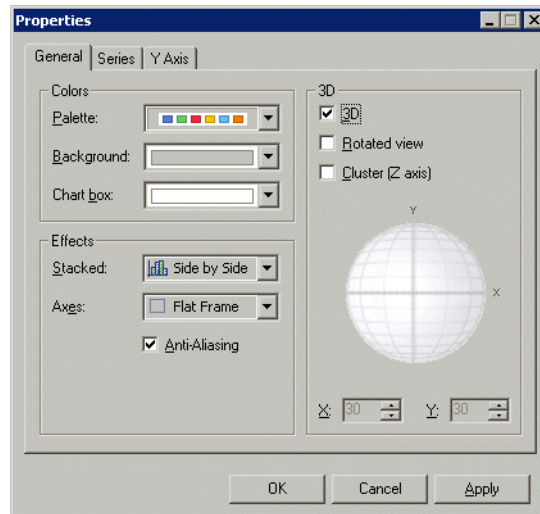 Properties
General Series Y Axis
Colors
Palette:
Background:
Chart box:
Effects
Stacked: Side by Side
Axes: Flat Frame
Anti-Aliasing
3D
3D
Rotated view
Cluster (Z axis)
Y
X
X: 30 Y: 30
OK Cancel Apply